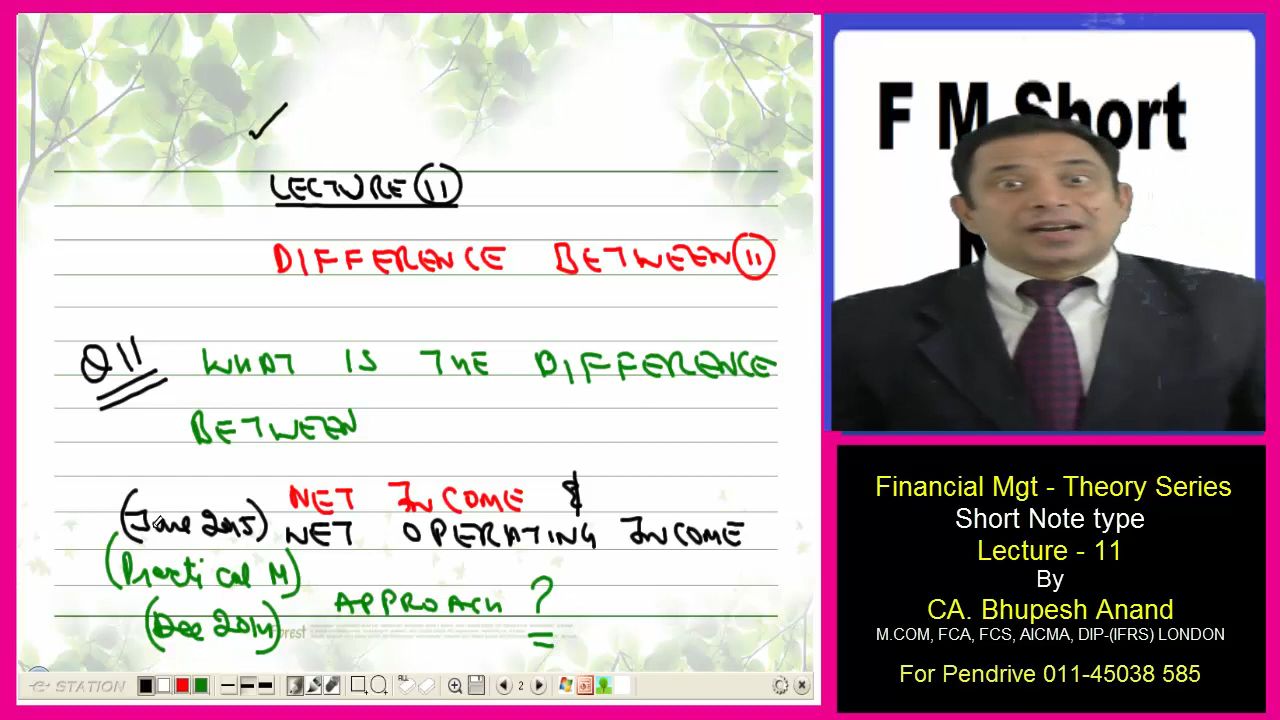 LECTURE 11
DIFFERENCE BETWEEN 11
Q11 WHAT IS THE DIFFERENCE
BETWEEN
NET INCOME &
(June 2015) NET OPERATING INCOME
(Practical M)
APPROACH ?
(Dec 2014)
e-STATION
2
F M Short
N
Financial Mgt - Theory Series
Short Note type
Lecture - 11
By
CA. Bhupesh Anand
M.COM, FCA, FCS, AICMA, DIP-(IFRS) LONDON
For Pendrive 011-45038 585